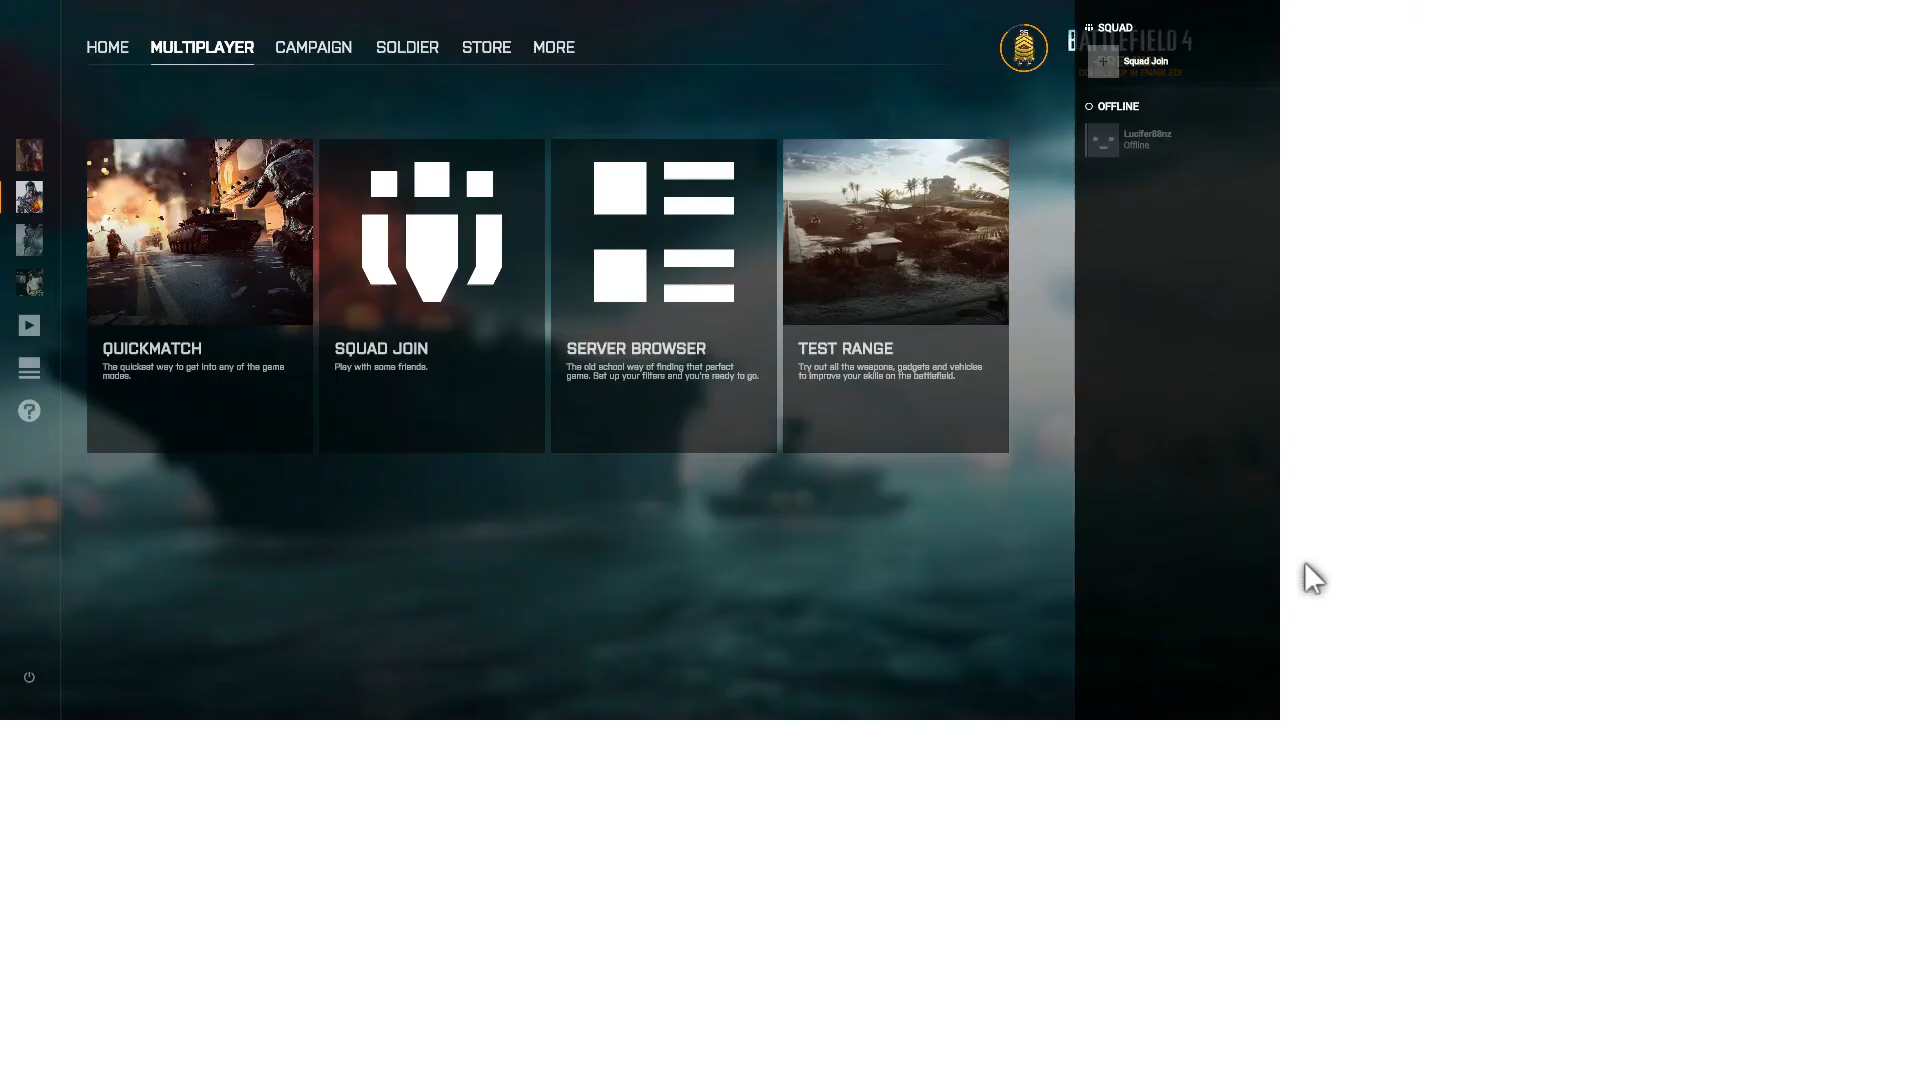 HOME MULTIPLAYER CAMPAIGN SOLDIER STORE MORE
35
BATTLEFIELD 4
SQUAD
Squad Join
OFFLINE
Lucifer88nz
Offline
QUICKMATCH
The quickest way to get into any of the game
modes.
SQUAD JOIN
Play with some friends.
SERVER BROWSER
The old school way of finding that perfect
game. Set up your filters and you're ready to go.
TEST RANGE
Try out all the weapons, gadgets and vehicles
to improve your skills on the battlefield.